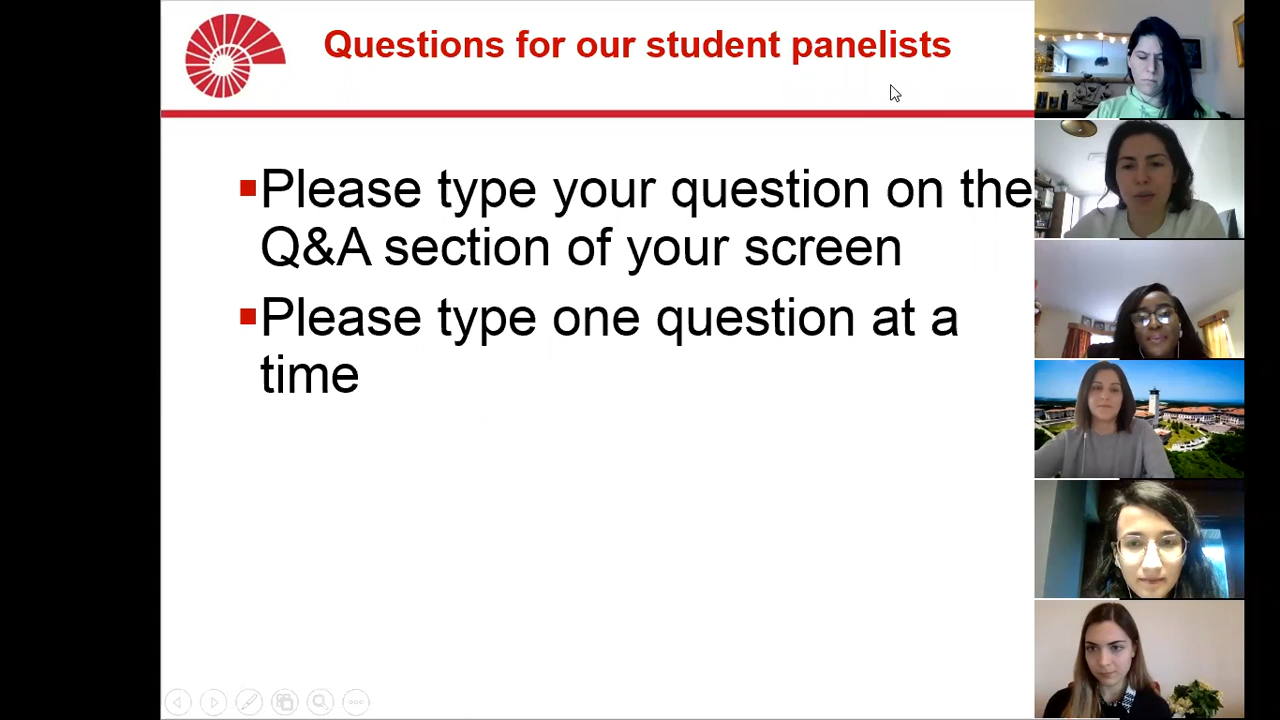 Questions for our student panelists
Please type your question on the
Q&A section of your screen
Please type one question at a
time